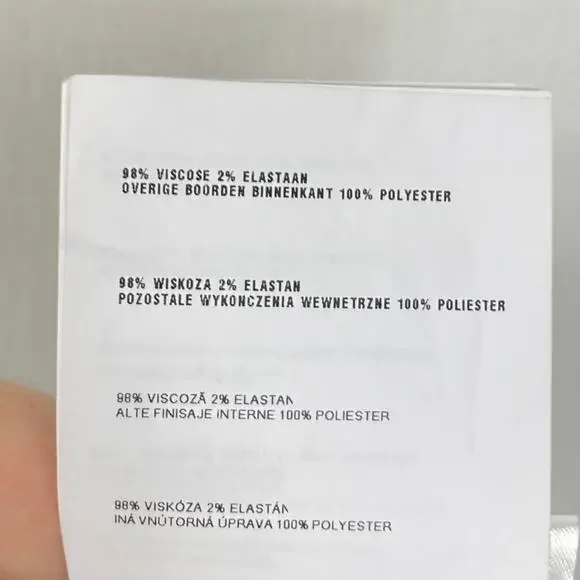 98% VISCOSE 2% ELASTAAN
OVERIGE BOORDEN BINNENKANT 100% POLYESTER
98% WISKOZA 2% ELASTAN
POZOSTALE WYKONCZENIA WEWNETRZNE 100% POLIESTER
98% VISCOZĂ 2% ELASTAN
ALTE FINISAJE INTERNE 100% POLIESTER
98% VISKÓZA 2% ELASTÁN
INÁ VNÚTORNÁ ÚPRAVA 100% POLYESTER